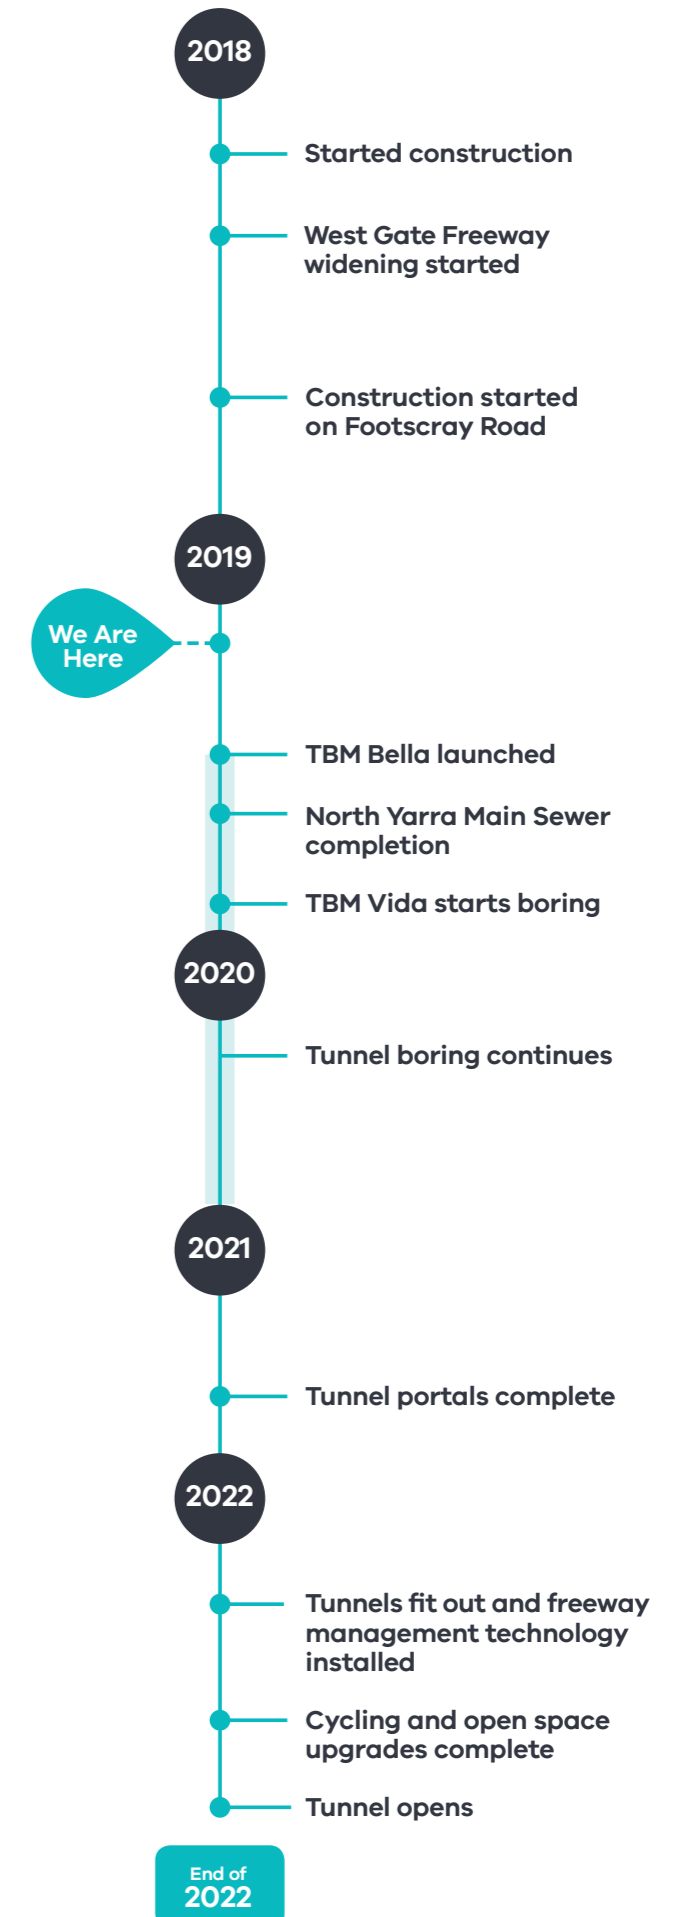 2018
Started construction
West Gate Freeway
widening started
Construction started
on Footscray Road
2019
We Are
Here
TBM Bella launched
North Yarra Main Sewer
completion
TBM Vida starts boring
2020
Tunnel boring continues
2021
Tunnel portals complete
2022
Tunnels fit out and freeway
management technology
installed
Cycling and open space
upgrades complete
Tunnel opens
End of
2022